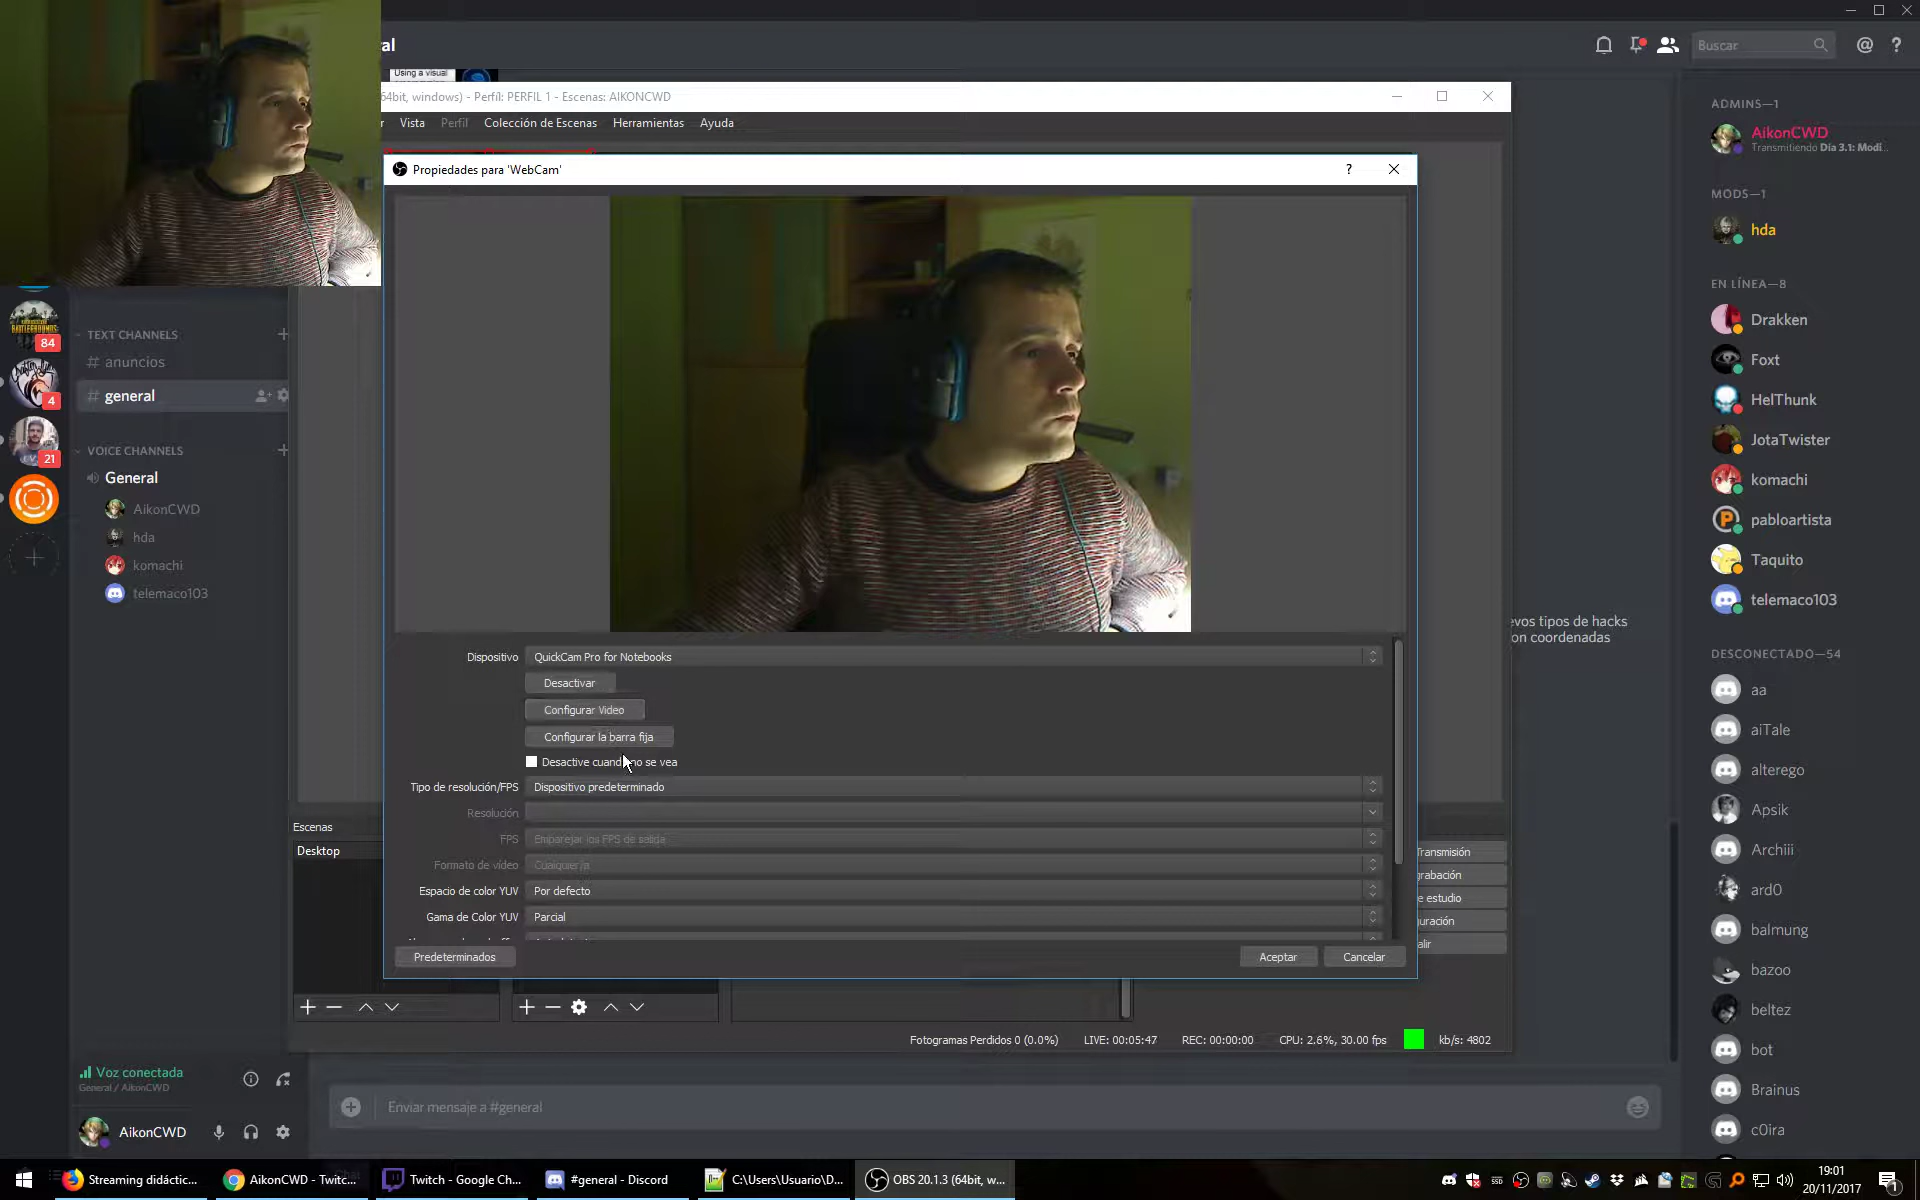 al
Buscar
Using a visual
64bit, windows) - Perfíl: PERFIL 1 - Escenas: AIKONCWD
Vista
Perfil
Colección de Escenas
Herramientas
Ayuda
Propiedades para 'WebCam'
?
Dispositivo
QuickCam Pro for Notebooks
Desactivar
Configurar Video
Configurar la barra fija
Desactive cuando no se vea
Tipo de resolución/FPS
Dispositivo predeterminado
Resolución
FPS
Emparejar los FPS de salida
Formato de vídeo
Cualquier/a
Espacio de color YUV
Por defecto
Gama de Color YUV
Parcial
Predeterminados
Aceptar
Cancelar
Escenas
Desktop
Transmisión
grabación
e estudio
guración
alir
Fotogramas Perdidos 0 (0.0%)
LIVE: 00:05:47
REC: 00:00:00
CPU: 2.6%, 30.00 fps
kb/s: 4802
84
4
21
TEXT CHANNELS
# anuncios
# general
VOICE CHANNELS
General
AikonCWD
hda
komachi
telemaco103
Voz conectada
General / AikonCWD
AikonCWD
Enviar mensaje a #general
evos tipos de hacks
on coordenadas
ADMINS—1
AikonCWD
Transmitiendo Día 3.1: Modi...
MODS—1
hda
EN LÍNEA—8
Drakken
Foxt
HelThunk
JotaTwister
komachi
pabloartista
Taquito
telemaco103
DESCONECTADO—54
aa
aiTale
alterego
Apsik
Archiii
ard0
balmung
bazoo
beltez
bot
Brainus
c0ira
Streaming didáctic...
AikonCWD - Twitc...
Twitch - Google Ch...
#general - Discord
C:\Users\Usuario\D...
OBS 20.1.3 (64bit, w...
19:01
20/11/2017
1